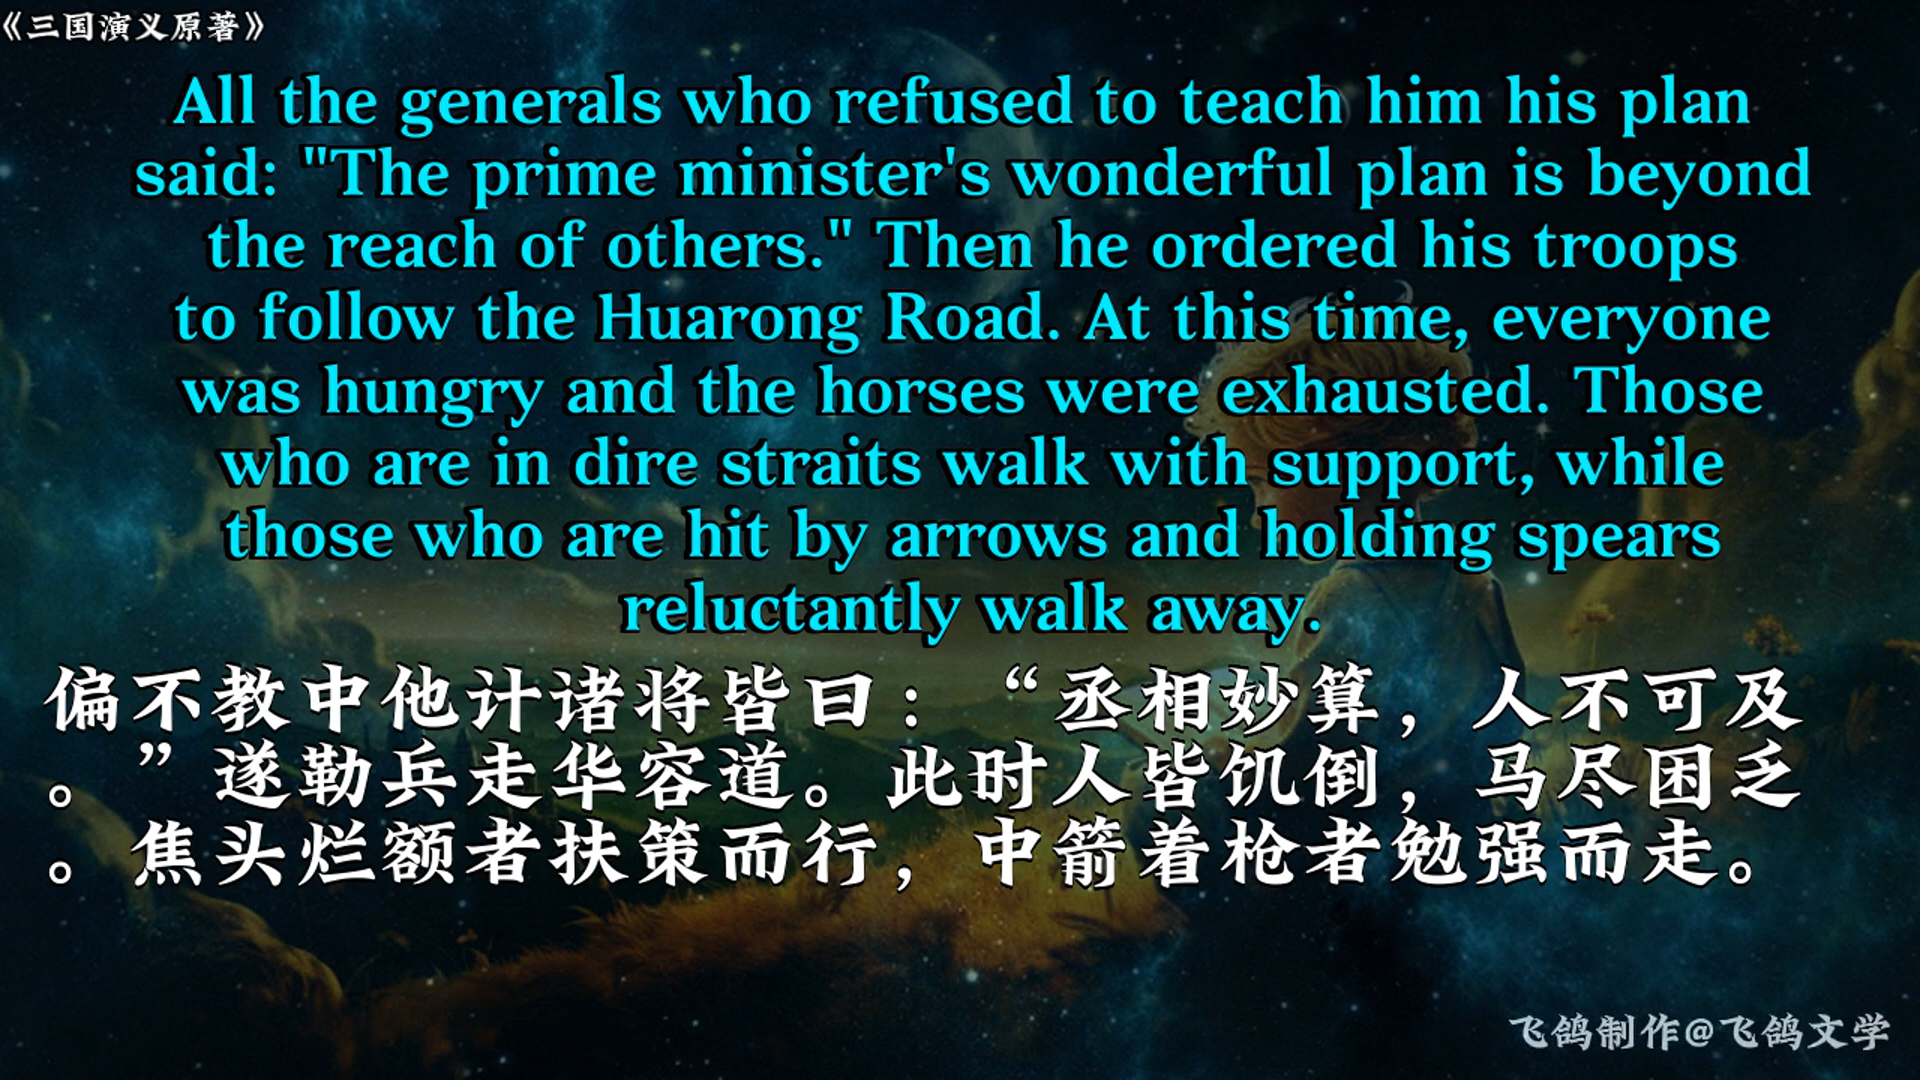 《三国演义原著》
All the generals who refused to teach him his plan
said: "The prime minister's wonderful plan is beyond
the reach of others." Then he ordered his troops
to follow the Huarong Road. At this time, everyone
was hungry and the horses were exhausted. Those
who are in dire straits walk with support, while
those who are hit by arrows and holding spears
reluctantly walk away.
偏不教中他计诸将皆曰：“丞相妙算，人不可及
。”遂勒兵走华容道。此时人皆饥倒，马尽困乏
。焦头烂额者扶策而行，中箭着枪者勉强而走。
飞鸽制作@飞鸽文学